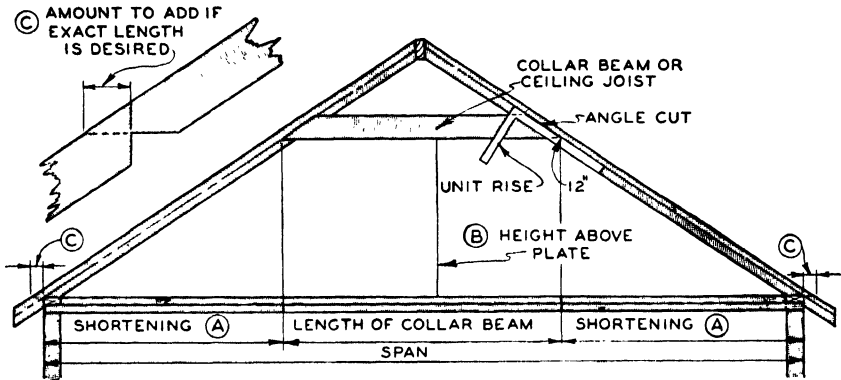 Ⓒ AMOUNT TO ADD IF
EXACT LENGTH
IS DESIRED
COLLAR BEAM OR
CEILING JOIST
ANGLE CUT
UNIT RISE
12"
Ⓒ
Ⓑ HEIGHT ABOVE
PLATE
Ⓒ
SHORTENING Ⓐ
LENGTH OF COLLAR BEAM
SHORTENING Ⓐ
SPAN